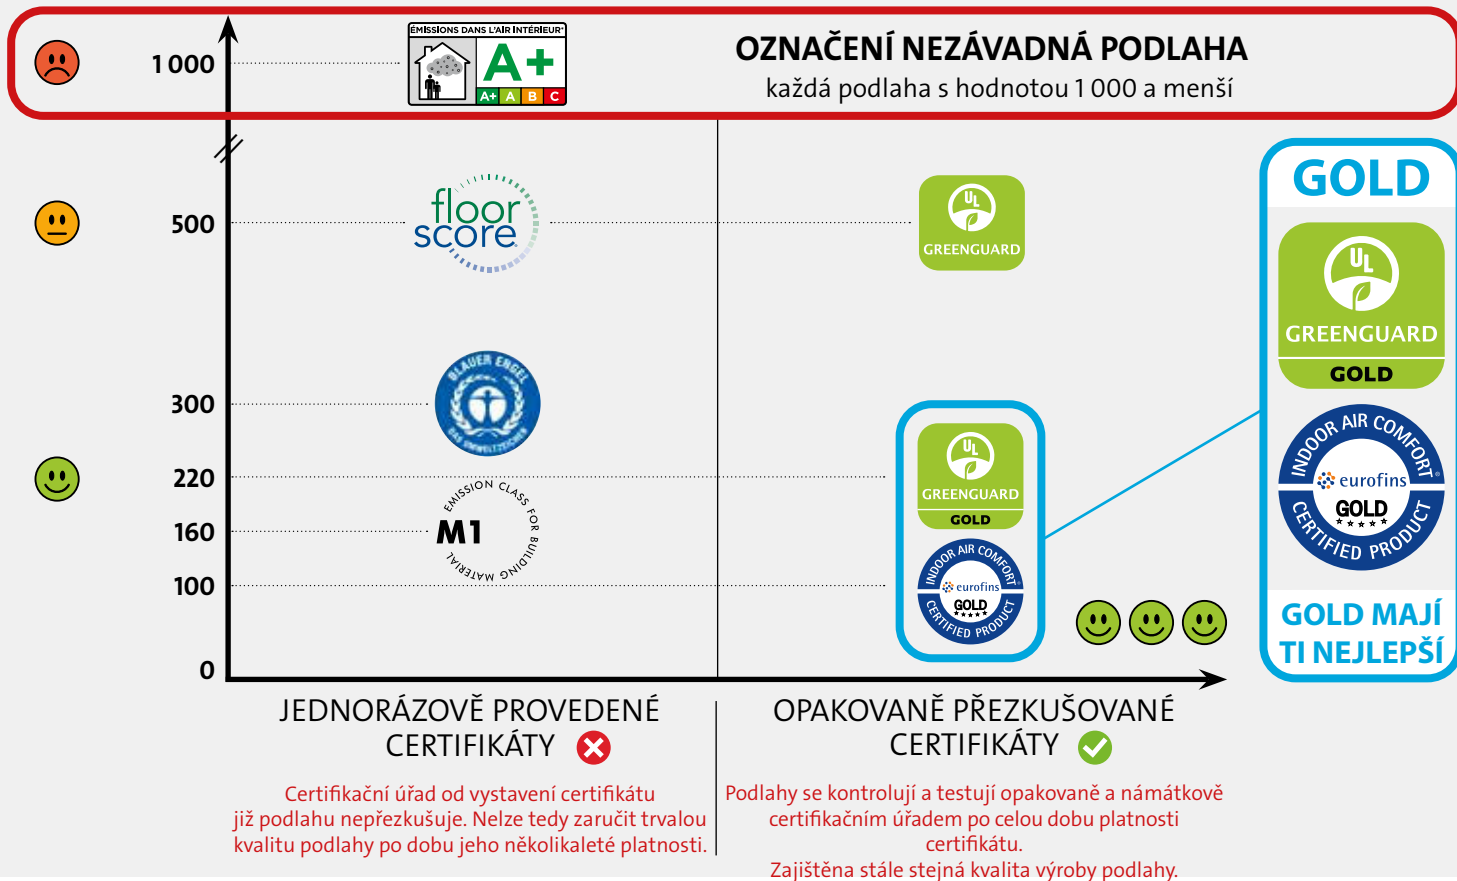 1 000
ÉMISSIONS DANS L'AIR INTÉRIEUR*
A+
A+ A B C
OZNAČENÍ NEZÁVADNÁ PODLAHA
každá podlaha s hodnotou 1 000 a menší
500
floor
score
UL
GREENGUARD
300
BLAUER ENGEL
DAS UMWELTZEICHEN
220
UL
GREENGUARD
GOLD
160
M1
EMISSION CLASS FOR BUILDING MATERIAL
100
INDOOR AIR COMFORT
eurofins
GOLD
CERTIFIED PRODUCT
0
GOLD
UL
GREENGUARD
GOLD
INDOOR AIR COMFORT
eurofins
GOLD
CERTIFIED PRODUCT
GOLD MAJÍ
TI NEJLEPŠÍ
JEDNORÁZOVĚ PROVEDENÉ
CERTIFIKÁTY
Certifikační úřad od vystavení certifikátu
již podlahu nepřezkušuje. Nelze tedy zaručit trvalou
kvalitu podlahy po dobu jeho několikaleté platnosti.
OPAKOVANĚ PŘEZKUŠOVANÉ
CERTIFIKÁTY
Podlahy se kontrolují a testují opakovaně a námátkově
certifikačním úřadem po celou dobu platnosti
certifikátu.
Zajištěna stále stejná kvalita výroby podlahy.